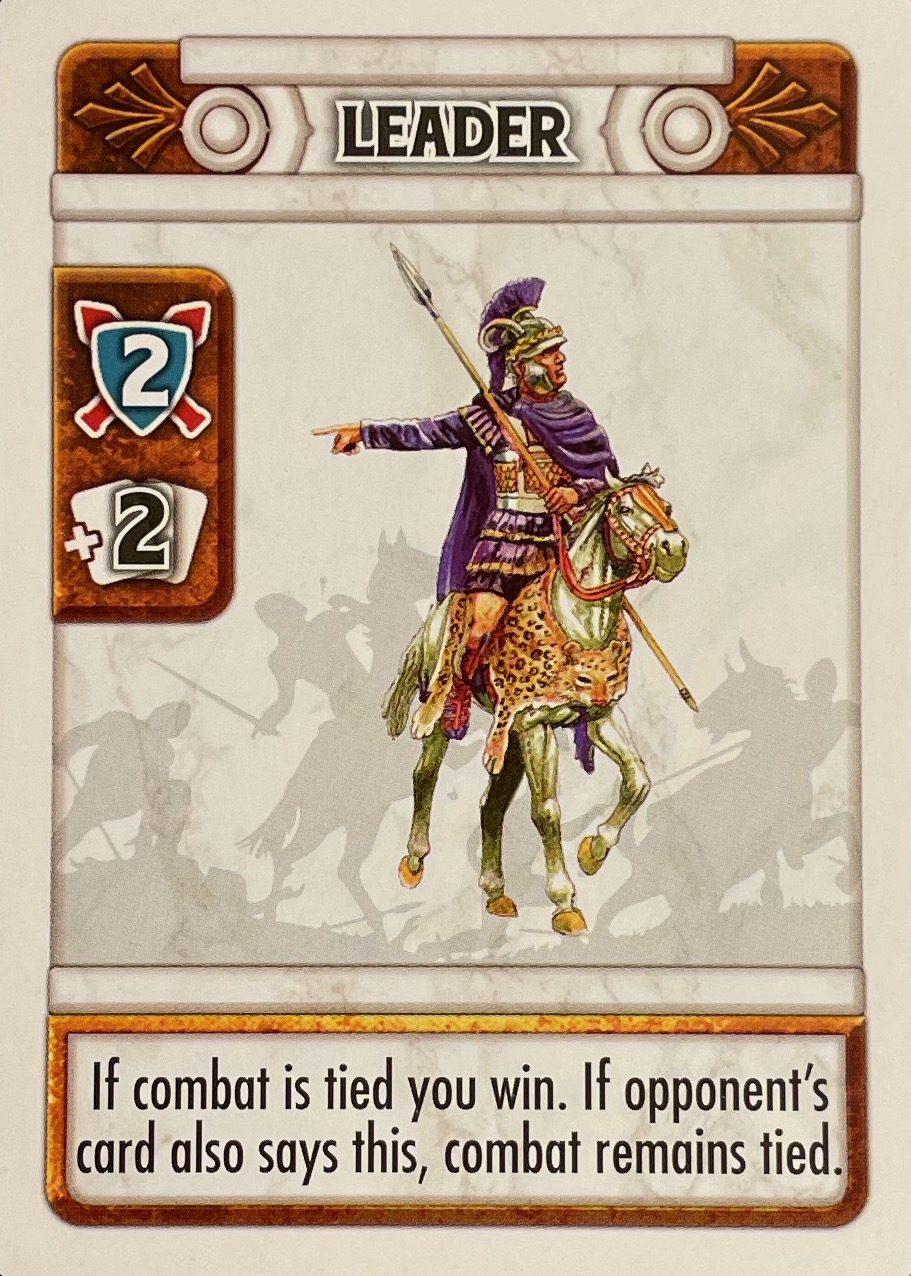 LEADER
2
+2
If combat is tied you win. If opponent's
card also says this, combat remains tied.